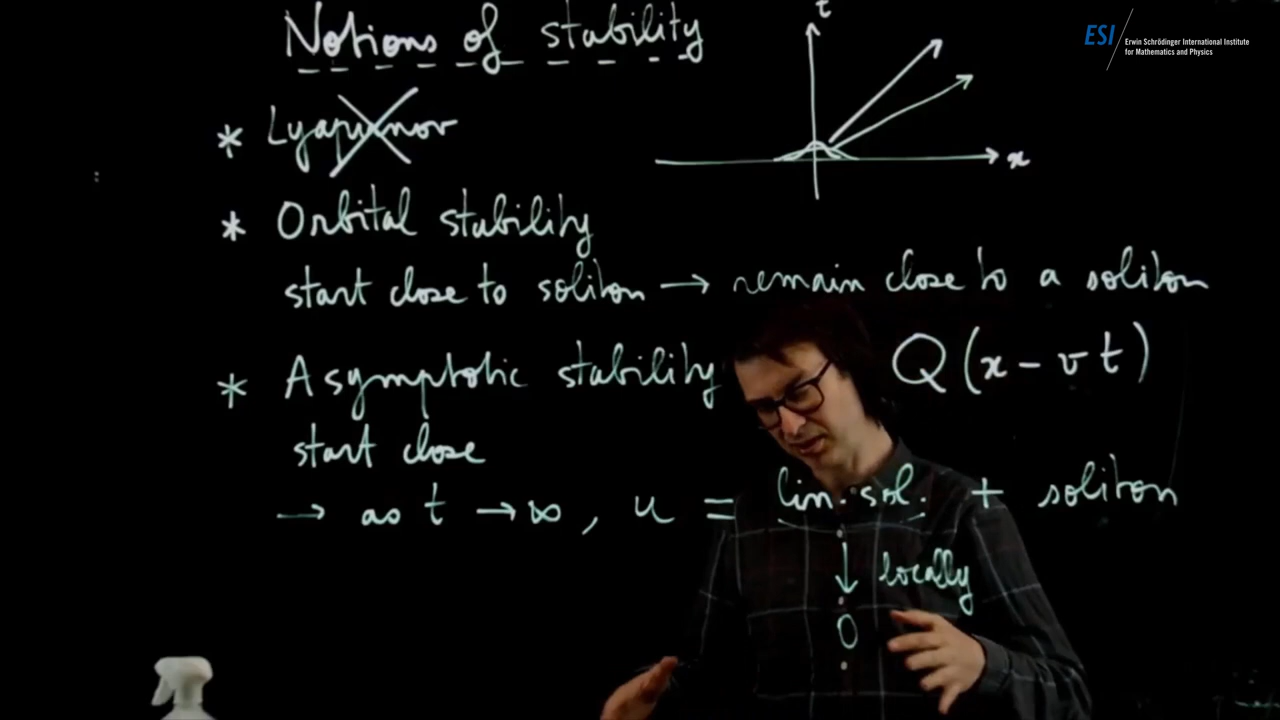 Notions of stability
t
x
ESI Erwin Schrödinger International Institute
for Mathematics and Physics
* Lyapunov
* Orbital stability
start close to soliton → remain close to a soliton
* Asymptotic stability Q(x - vt)
start close
→ as t → ∞, u = lin. sol. + soliton
↓ locally
0